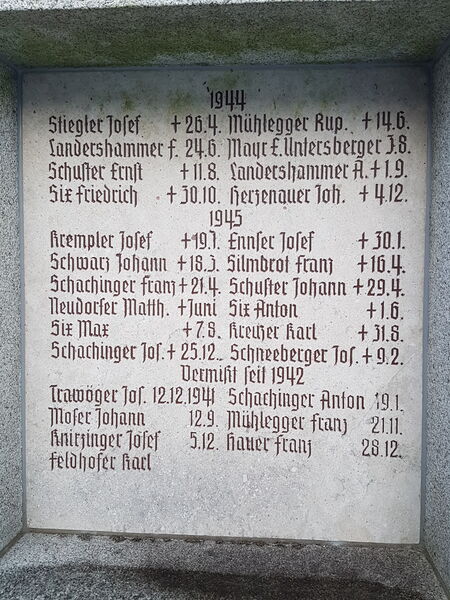 1944
Stiegler Josef +26.4. Mühlegger Rup. +14.6.
Landershammer F. 24.6. Mayr E. Untersberger J. 8.
Schuster Ernst +11.8. Landershammer A. +1.9.
Six Friedrich +30.10. Herzenauer Joh. +4.12.
1945
Krempler Josef +19.1. Ennser Josef +30.1.
Schwarz Johann +18.3. Silmbrot Franz +16.4.
Schachinger Franz +21.4. Schuster Johann +29.4.
Neudorfer Matth. +Juni Six Anton +1.6.
Six Max +7.8. Kreuzer Karl +31.8.
Schachinger Jos. +25.12. Schneeberger Jos. +9.2.
Vermißt seit 1942
Trawöger Jos. 12.12.1941 Schachinger Anton 19.1.
Moser Johann 12.9. Mühlegger Franz 21.11.
Knirzinger Josef 5.12. Hauer Franz 28.12.
Feldhofer Karl